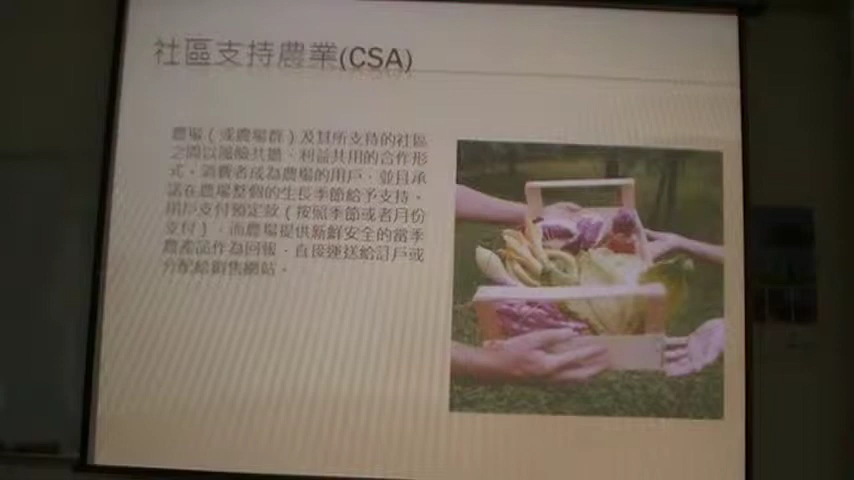 社區支持農業(CSA)
農場（或農場群）及其所支持的社區
之間以風險共擔、利益共用的合作形
式。消費者成為農場的用戶，並且承
諾在農場整個的生長季節給予支持。
用戶支付預定款（按照季節或者月份
支付），而農場提供新鮮安全的當季
農產品作為回報，直接運送給訂戶或
分配給銷售網站。